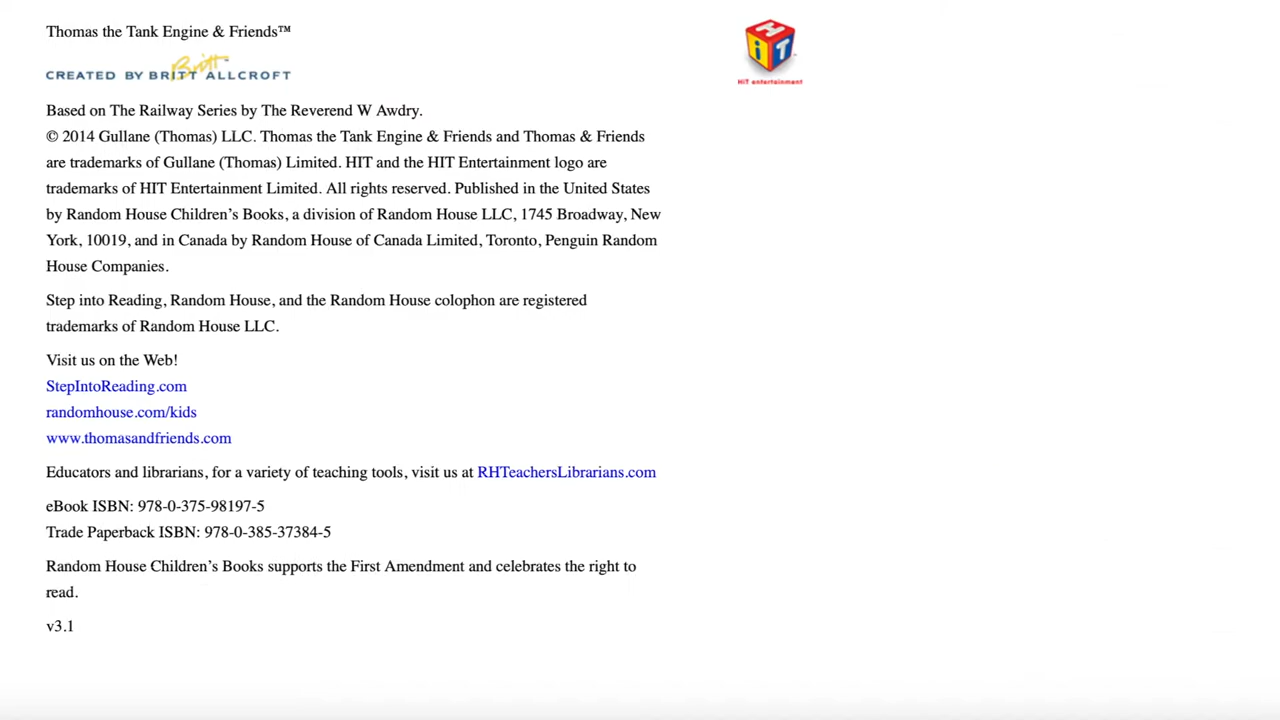 Thomas the Tank Engine & Friends™
CREATED BY BRITT ALLCROFT
Britt™
HiT
HiT entertainment
Based on The Railway Series by The Reverend W Awdry.
© 2014 Gullane (Thomas) LLC. Thomas the Tank Engine & Friends and Thomas & Friends
are trademarks of Gullane (Thomas) Limited. HIT and the HIT Entertainment logo are
trademarks of HIT Entertainment Limited. All rights reserved. Published in the United States
by Random House Children’s Books, a division of Random House LLC, 1745 Broadway, New
York, 10019, and in Canada by Random House of Canada Limited, Toronto, Penguin Random
House Companies.
Step into Reading, Random House, and the Random House colophon are registered
trademarks of Random House LLC.
Visit us on the Web!
StepIntoReading.com
randomhouse.com/kids
www.thomasandfriends.com
Educators and librarians, for a variety of teaching tools, visit us at RHTeachersLibrarians.com
eBook ISBN: 978-0-375-98197-5
Trade Paperback ISBN: 978-0-385-37384-5
Random House Children’s Books supports the First Amendment and celebrates the right to
read.
v3.1